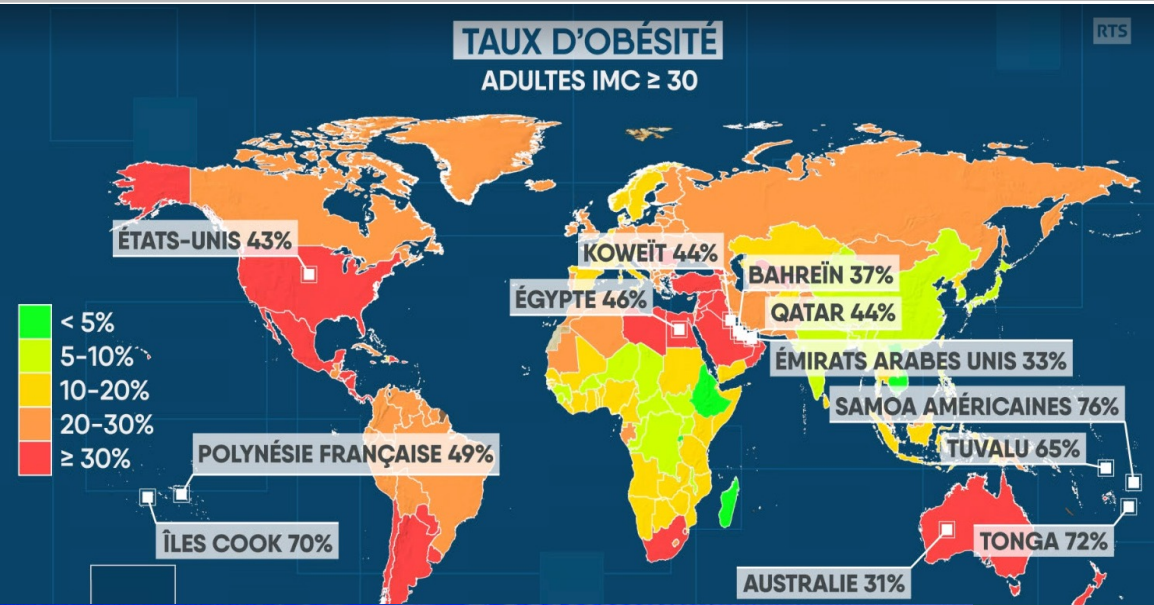 TAUX D'OBÉSITÉ
RTS
ADULTES IMC ≥ 30
ÉTATS-UNIS 43%
KOWEÏT 44%
BAHREÏN 37%
ÉGYPTE 46%
QATAR 44%
< 5%
5-10%
10-20%
20-30%
≥ 30%
ÉMIRATS ARABES UNIS 33%
SAMOA AMÉRICAINES 76%
POLYNÉSIE FRANÇAISE 49%
TUVALU 65%
ÎLES COOK 70%
TONGA 72%
AUSTRALIE 31%